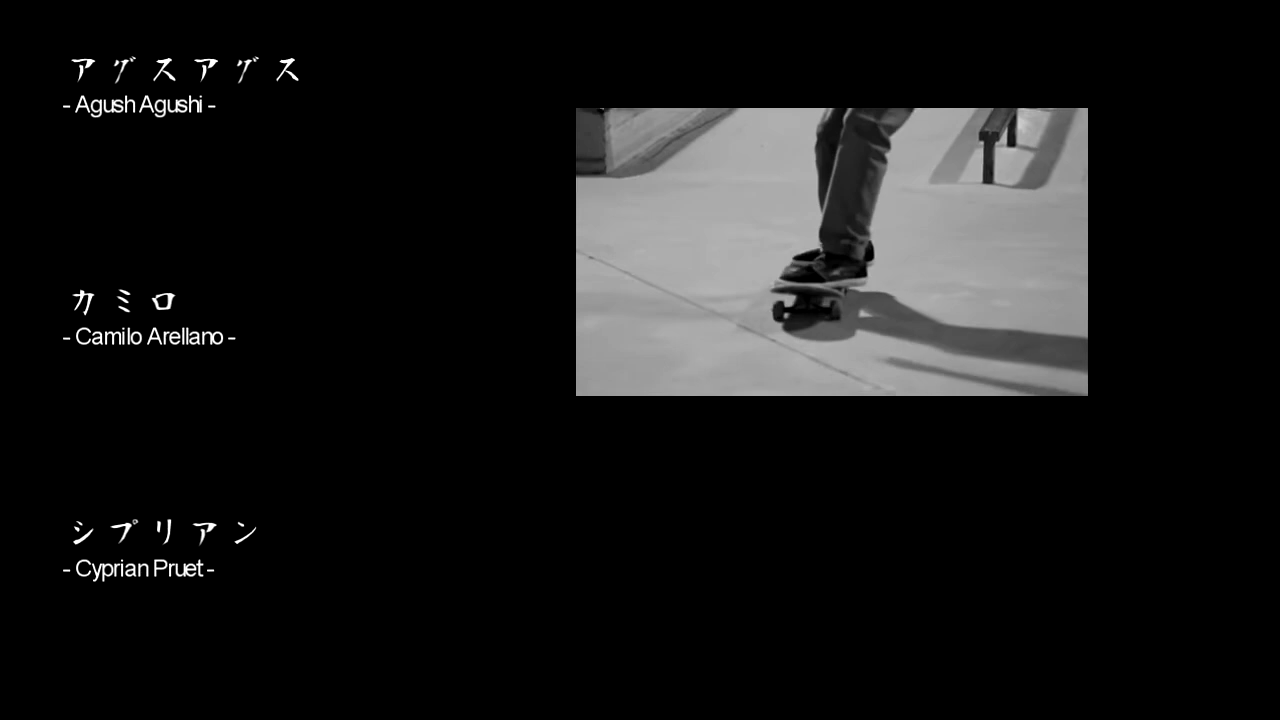 アグスアグス
- Agush Agushi -
カミロ
- Camilo Arellano -
シプリアン
- Cyprian Pruet -